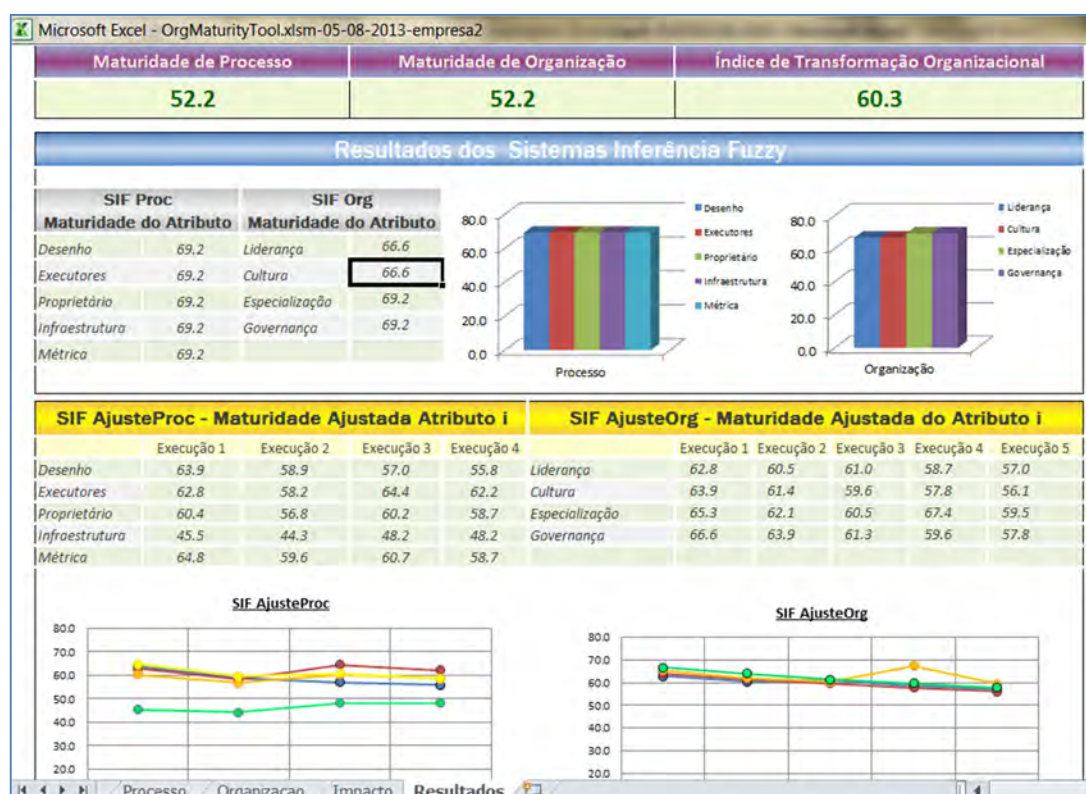 Microsoft Excel - OrgMaturityTool.xlsm-05-08-2013-empresa2
Maturidade de Processo Maturidade de Organização Índice de Transformação Organizacional
52.2 52.2 60.3
Resultados dos Sistemas Inferência Fuzzy
SIF Proc SIF Org
Maturidade do Atributo Maturidade do Atributo
Desenho 69.2 Liderança 66.6
Executores 69.2 Cultura 66.6
Proprietário 69.2 Especialização 69.2
Infraestrutura 69.2 Governança 69.2
Métrica 69.2
80.0
60.0
40.0
20.0
0.0
Processo
Desenho
Executores
Proprietário
Infraestrutura
Métrica
80.0
60.0
40.0
20.0
0.0
Organização
Liderança
Cultura
Especialização
Governança
SIF AjusteProc - Maturidade Ajustada Atributo i SIF AjusteOrg - Maturidade Ajustada do Atributo i
Execução 1 Execução 2 Execução 3 Execução 4 Execução 1 Execução 2 Execução 3 Execução 4 Execução 5
Desenho 63.9 58.9 57.0 55.8 Liderança 62.8 60.5 61.0 58.7 57.0
Executores 62.8 58.2 64.4 62.2 Cultura 63.9 61.4 59.6 57.8 56.1
Proprietário 60.4 56.8 60.2 58.7 Especialização 65.3 62.1 60.5 67.4 59.5
Infraestrutura 45.5 44.3 48.2 48.2 Governança 66.6 63.9 61.3 59.6 57.8
Métrica 64.8 59.6 60.7 58.7
SIF AjusteProc
80.0
70.0
60.0
50.0
40.0
30.0
20.0
SIF AjusteOrg
80.0
70.0
60.0
50.0
40.0
30.0
20.0
Processo Organizacao Impacto Resultados